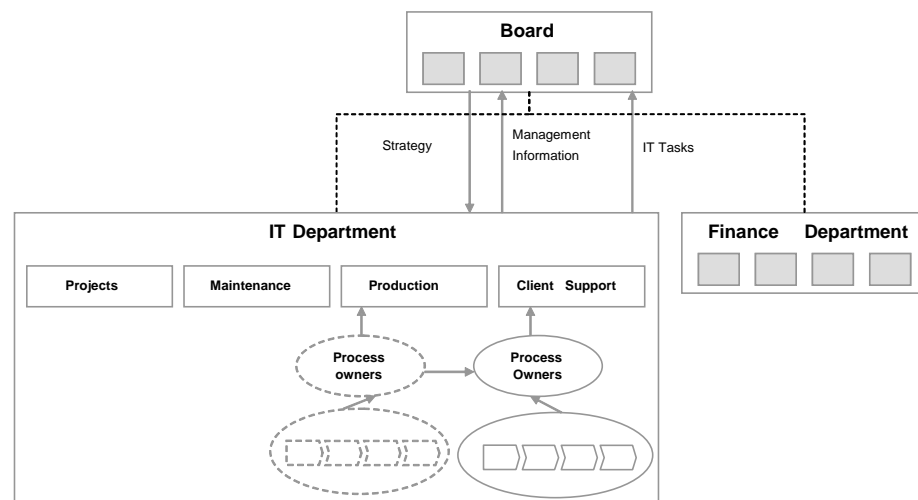 Board
Strategy
Management
Information
IT Tasks
IT Department
Finance Department
Projects
Maintenance
Production
Client Support
Process
owners
Process
Owners